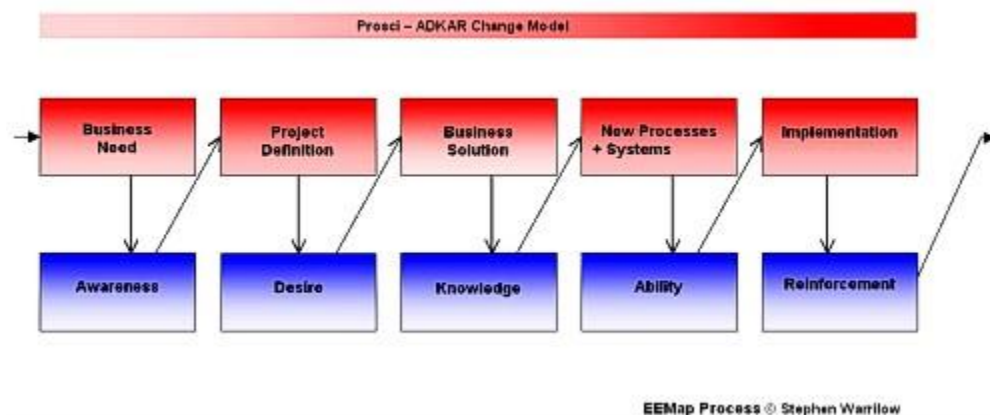 Prosci – ADKAR Change Model
Business
Need
Project
Definition
Business
Solution
New Processes
+ Systems
Implementation
Awareness
Desire
Knowledge
Ability
Reinforcement
EEMap Process © Stephen Warrilow